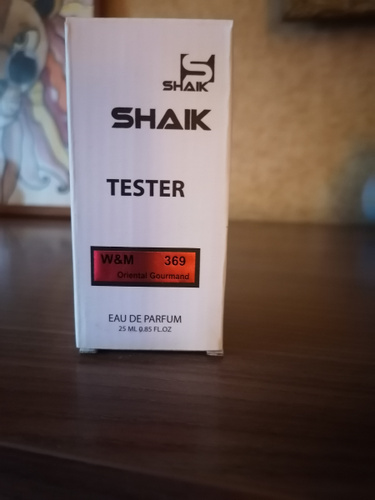 S
SHAIK
SHAIK
TESTER
W&M 369
Oriental Gourmand
EAU DE PARFUM
25 ML 0.85 FL.OZ